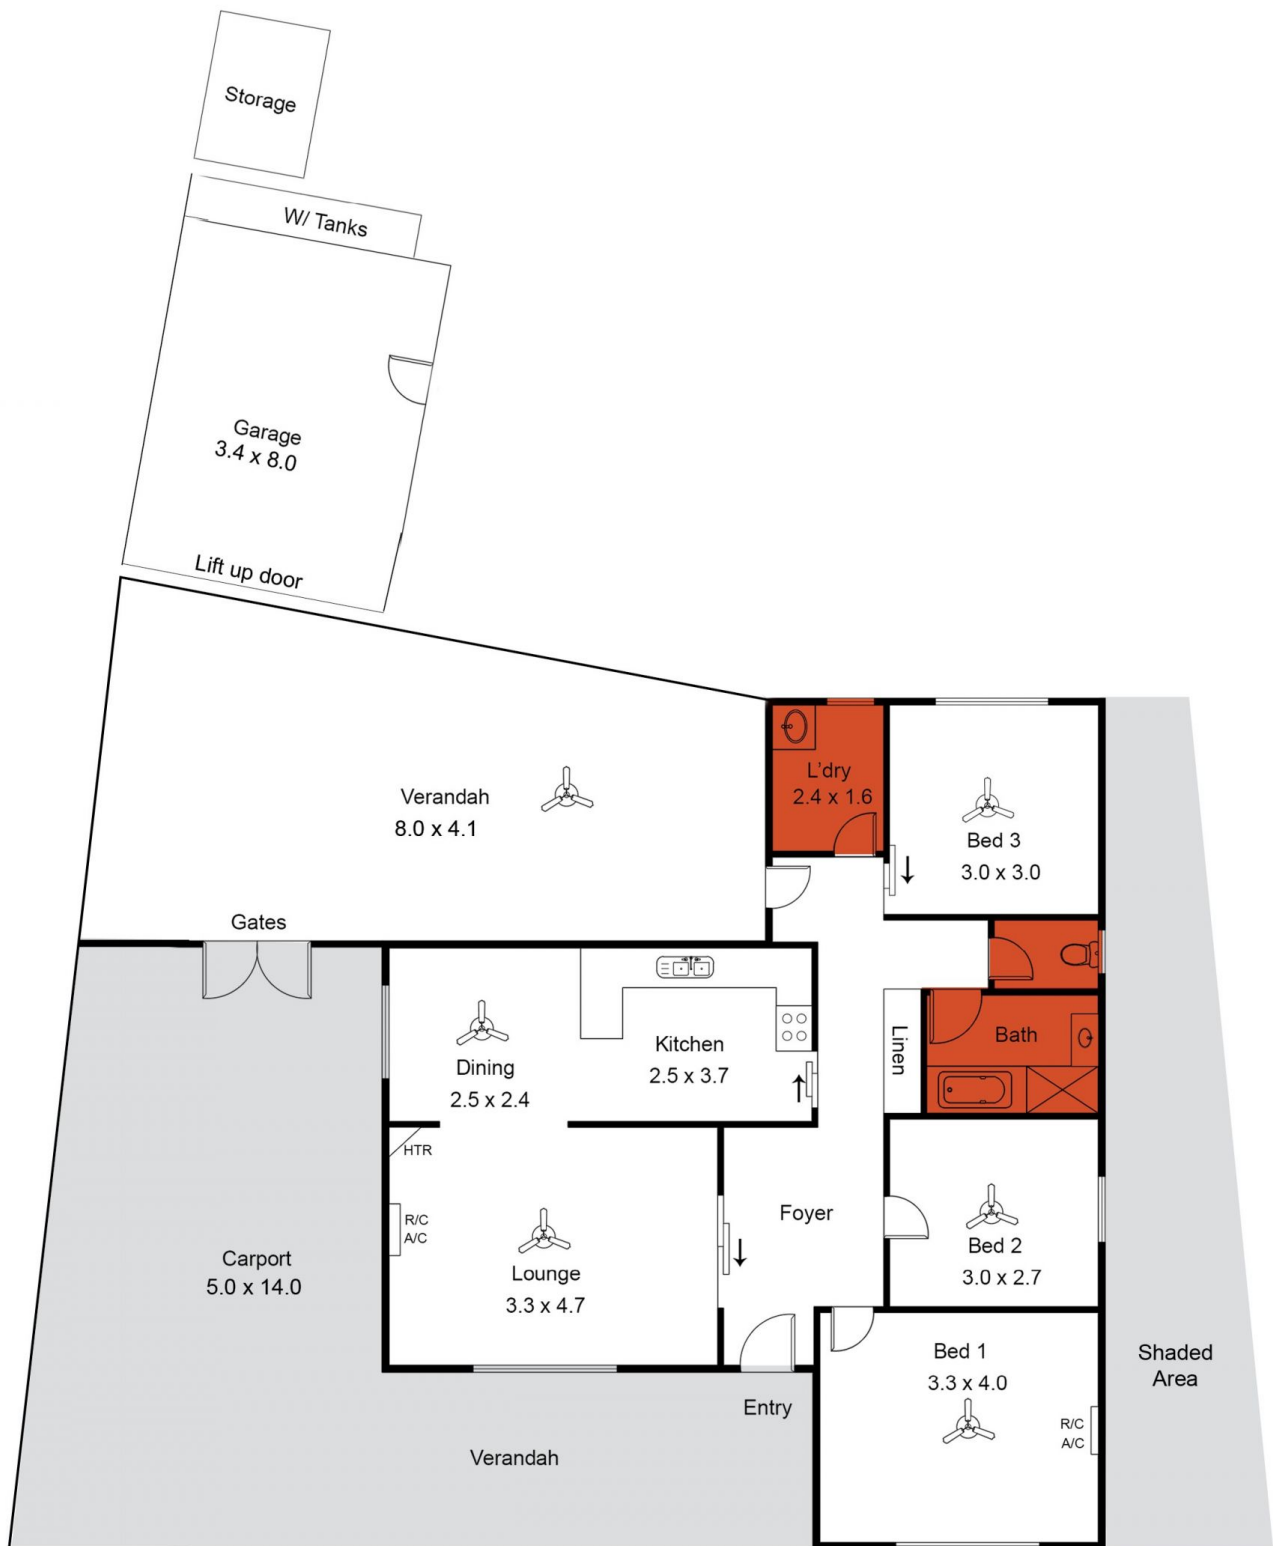 Storage
W/ Tanks
Garage
3.4 x 8.0
Lift up door
Verandah
8.0 x 4.1
L'dry
2.4 x 1.6
Bed 3
3.0 x 3.0
Gates
Dining
2.5 x 2.4
Kitchen
2.5 x 3.7
Linen
Bath
HTR
R/C
A/C
Lounge
3.3 x 4.7
Foyer
Bed 2
3.0 x 2.7
Carport
5.0 x 14.0
Bed 1
3.3 x 4.0
R/C
A/C
Shaded
Area
Entry
Verandah